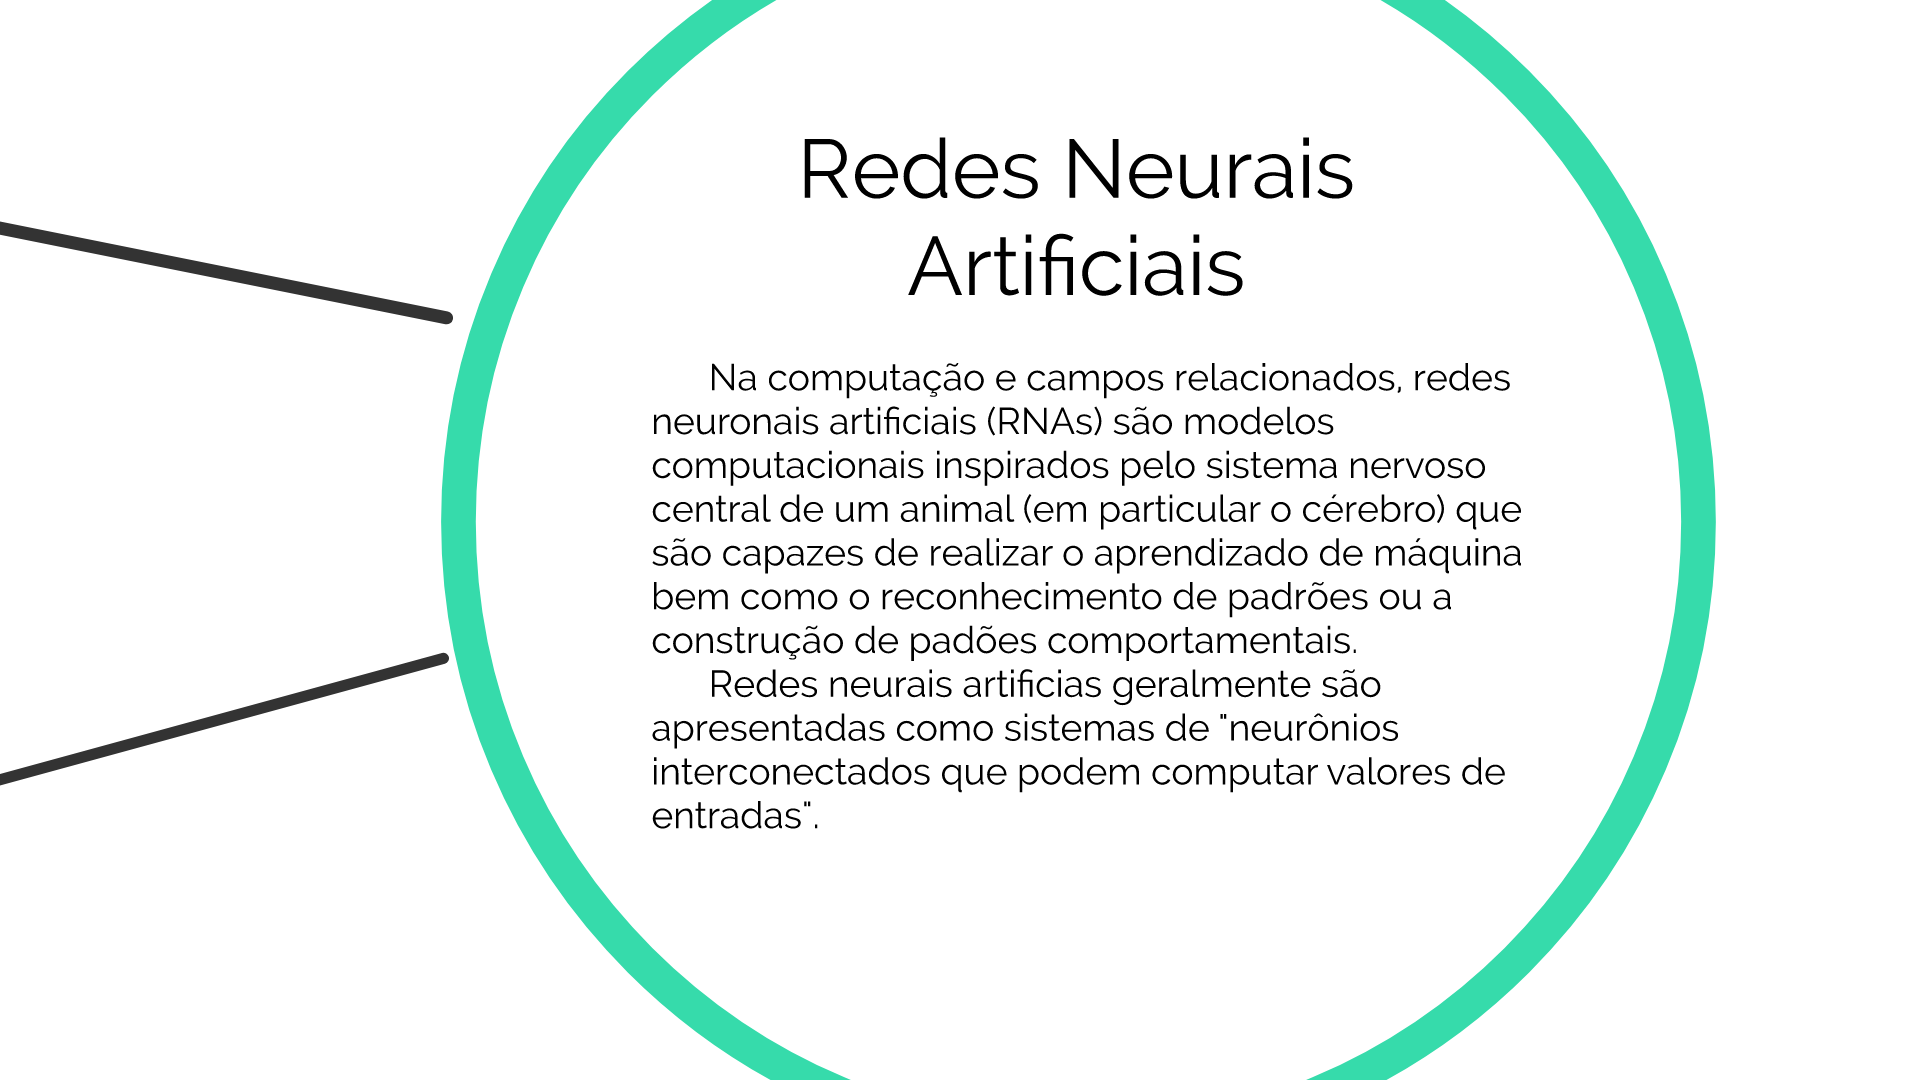 Redes Neurais
Artificiais
Na computação e campos relacionados, redes
neuronais artificiais (RNAs) são modelos
computacionais inspirados pelo sistema nervoso
central de um animal (em particular o cérebro) que
são capazes de realizar o aprendizado de máquina
bem como o reconhecimento de padrões ou a
construção de padões comportamentais.
Redes neurais artificias geralmente são
apresentadas como sistemas de "neurônios
interconectados que podem computar valores de
entradas".